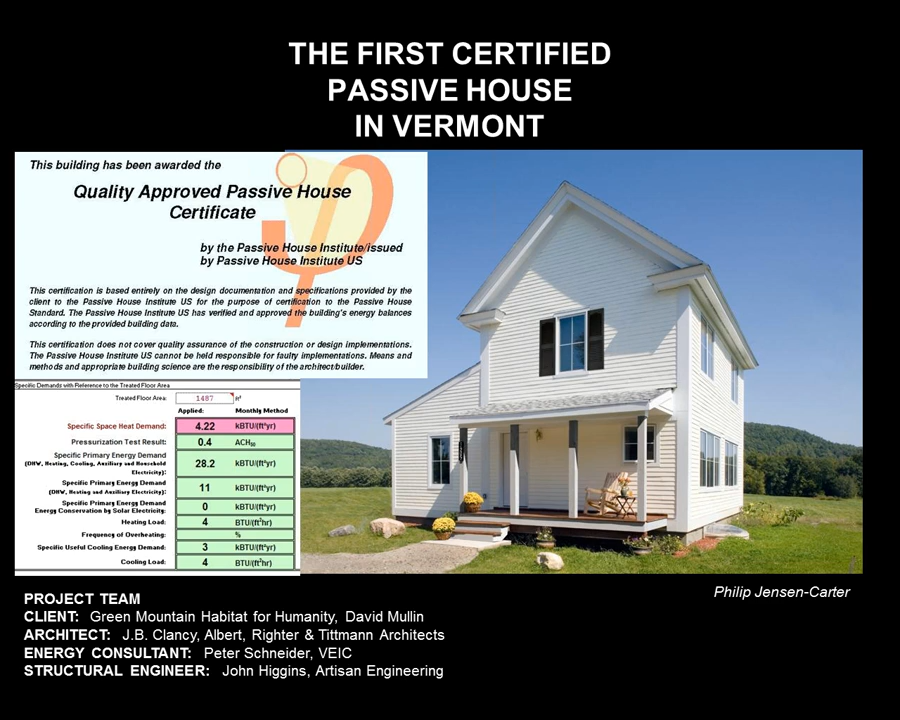 THE FIRST CERTIFIED
PASSIVE HOUSE
IN VERMONT
This building has been awarded the
Quality Approved Passive House
Certificate
by the Passive House Institute/issued
by Passive House Institute US
This certification is based entirely on the design documentation and specifications provided by the
client to the Passive House Institute US for the purpose of certification to the Passive House
Standard. The Passive House Institute US has verified and approved the building's energy balances
according to the provided building data.
This certification does not cover quality assurance of the construction or design implementations.
The Passive House Institute US cannot be held responsible for faulty implementations. Means and
methods and appropriate building science are the responsibility of the architect/builder.
Specific Demands with Reference to the Treated Floor Area
Treated Floor Area: 1487 ft²
Applied: Monthly Method
Specific Space Heat Demand: 4.22 kBTU/(ft²yr)
Pressurization Test Result: 0.4 ACH50
Specific Primary Energy Demand
(DHW, Heating, Cooling, Auxiliary and Household
Electricity): 28.2 kBTU/(ft²yr)
Specific Primary Energy Demand
(DHW, Heating and Auxiliary Electricity): 11 kBTU/(ft²yr)
Specific Primary Energy Demand
Energy Conservation by Solar Electricity: 0 kBTU/(ft²yr)
Heating Load: 4 BTU/(ft²hr)
Frequency of Overheating: %
Specific Useful Cooling Energy Demand: 3 kBTU/(ft²yr)
Cooling Load: 4 BTU/(ft²hr)
Philip Jensen-Carter
PROJECT TEAM
CLIENT: Green Mountain Habitat for Humanity, David Mullin
ARCHITECT: J.B. Clancy, Albert, Righter & Tittmann Architects
ENERGY CONSULTANT: Peter Schneider, VEIC
STRUCTURAL ENGINEER: John Higgins, Artisan Engineering